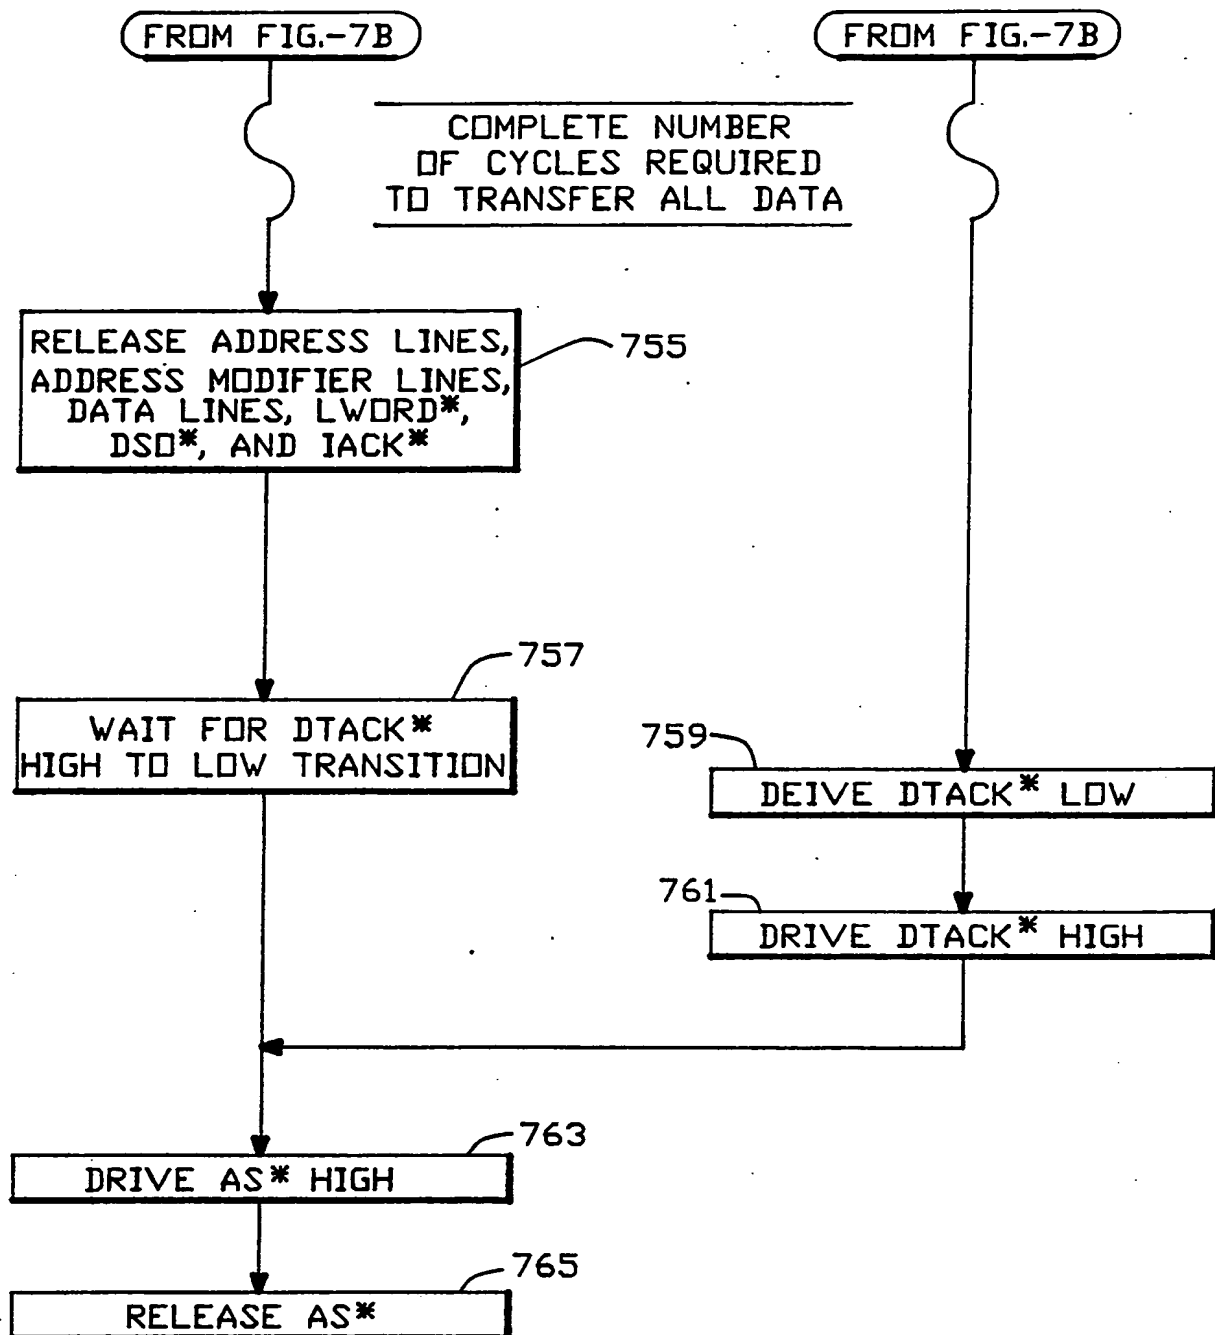 FROM FIG.-7B
FROM FIG.-7B
COMPLETE NUMBER
OF CYCLES REQUIRED
TO TRANSFER ALL DATA
RELEASE ADDRESS LINES,
ADDRESS MODIFIER LINES,
DATA LINES, LWORD*,
DSO*, AND IACK*
755
757
WAIT FOR DTACK*
HIGH TO LOW TRANSITION
759
DEIVE DTACK* LOW
761
DRIVE DTACK* HIGH
763
DRIVE AS* HIGH
765
RELEASE AS*